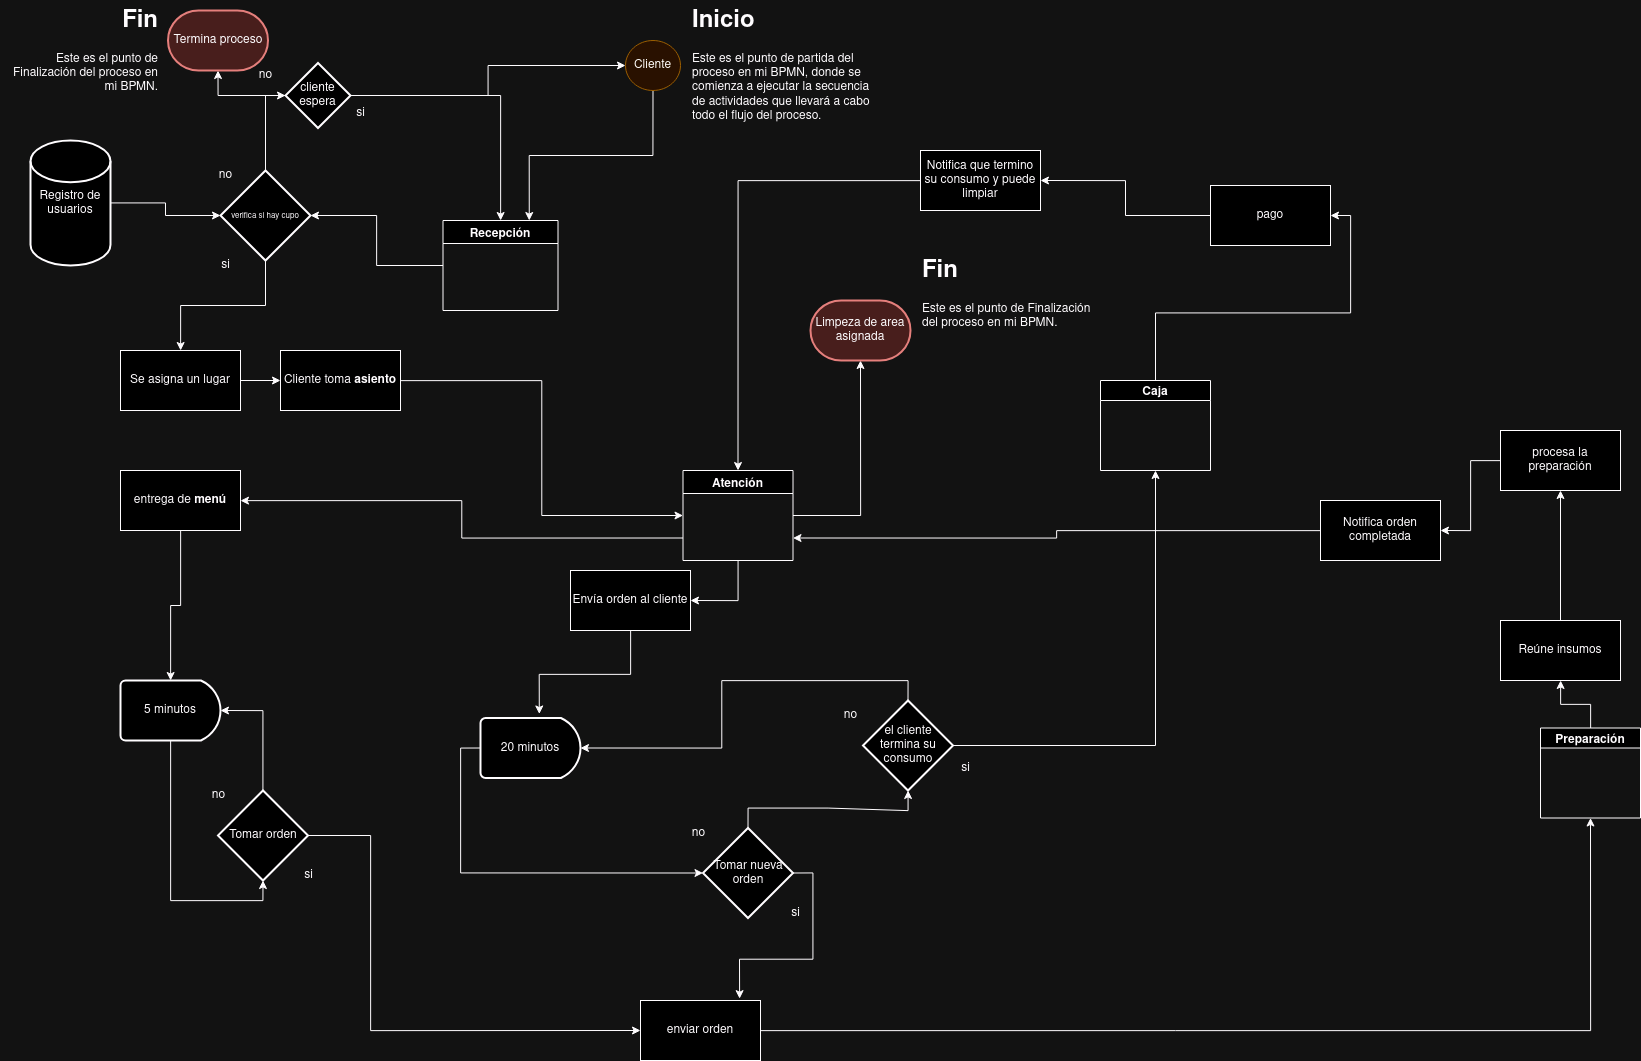 Fin
Este es el punto de
Finalización del proceso en
mi BPMN.
Termina proceso
no
cliente
espera
si
Cliente
Inicio
Este es el punto de partida del
proceso en mi BPMN, donde se
comienza a ejecutar la secuencia
de actividades que llevará a cabo
todo el flujo del proceso.
Registro de
usuarios
no
verifica si hay cupo
si
Recepción
Notifica que termino
su consumo y puede
limpiar
pago
Fin
Este es el punto de Finalización
del proceso en mi BPMN.
Limpeza de area
asignada
Se asigna un lugar
Cliente toma asiento
Caja
entrega de menú
Atención
procesa la
preparación
Notifica orden
completada
Envía orden al cliente
Reúne insumos
5 minutos
20 minutos
no
el cliente
termina su
consumo
si
Preparación
no
Tomar orden
si
no
Tomar nueva
orden
si
enviar orden